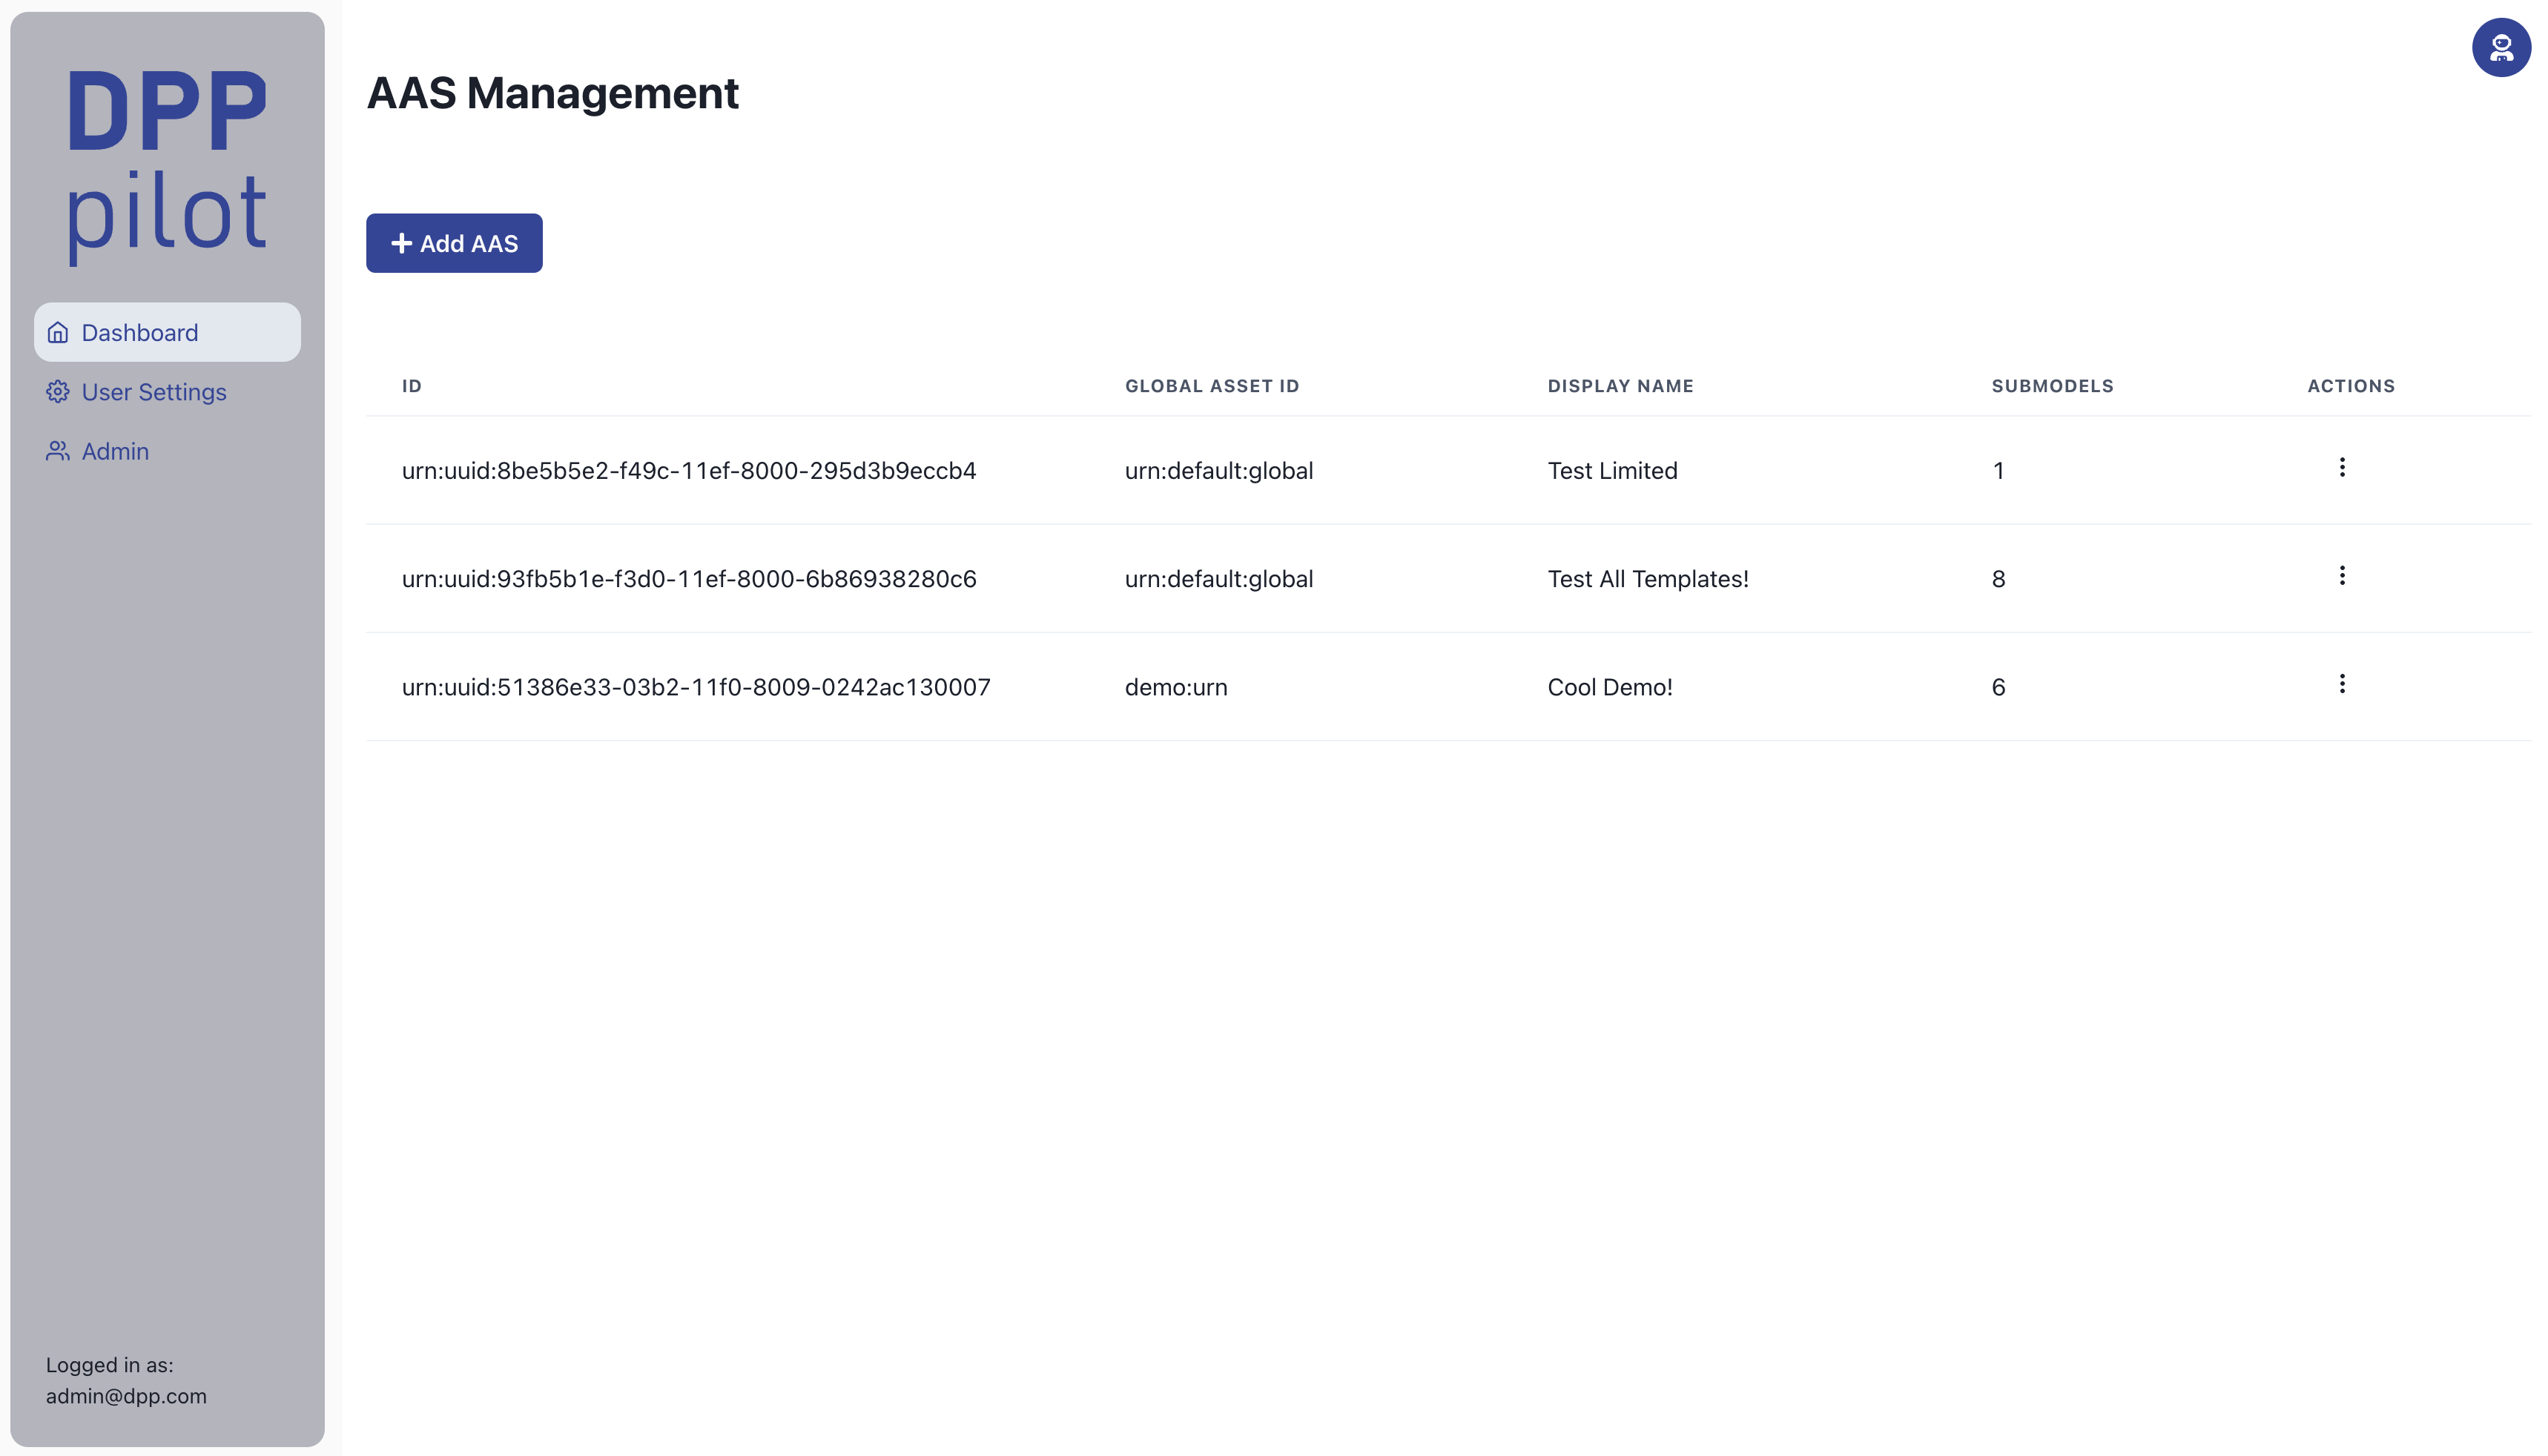 DPP
pilot
Dashboard
User Settings
Admin
Logged in as:
admin@dpp.com
AAS Management
Add AAS
ID GLOBAL ASSET ID DISPLAY NAME SUBMODELS ACTIONS
urn:uuid:8be5b5e2-f49c-11ef-8000-295d3b9eccb4 urn:default:global Test Limited 1
urn:uuid:93fb5b1e-f3d0-11ef-8000-6b86938280c6 urn:default:global Test All Templates! 8
urn:uuid:51386e33-03b2-11f0-8009-0242ac130007 demo:urn Cool Demo! 6